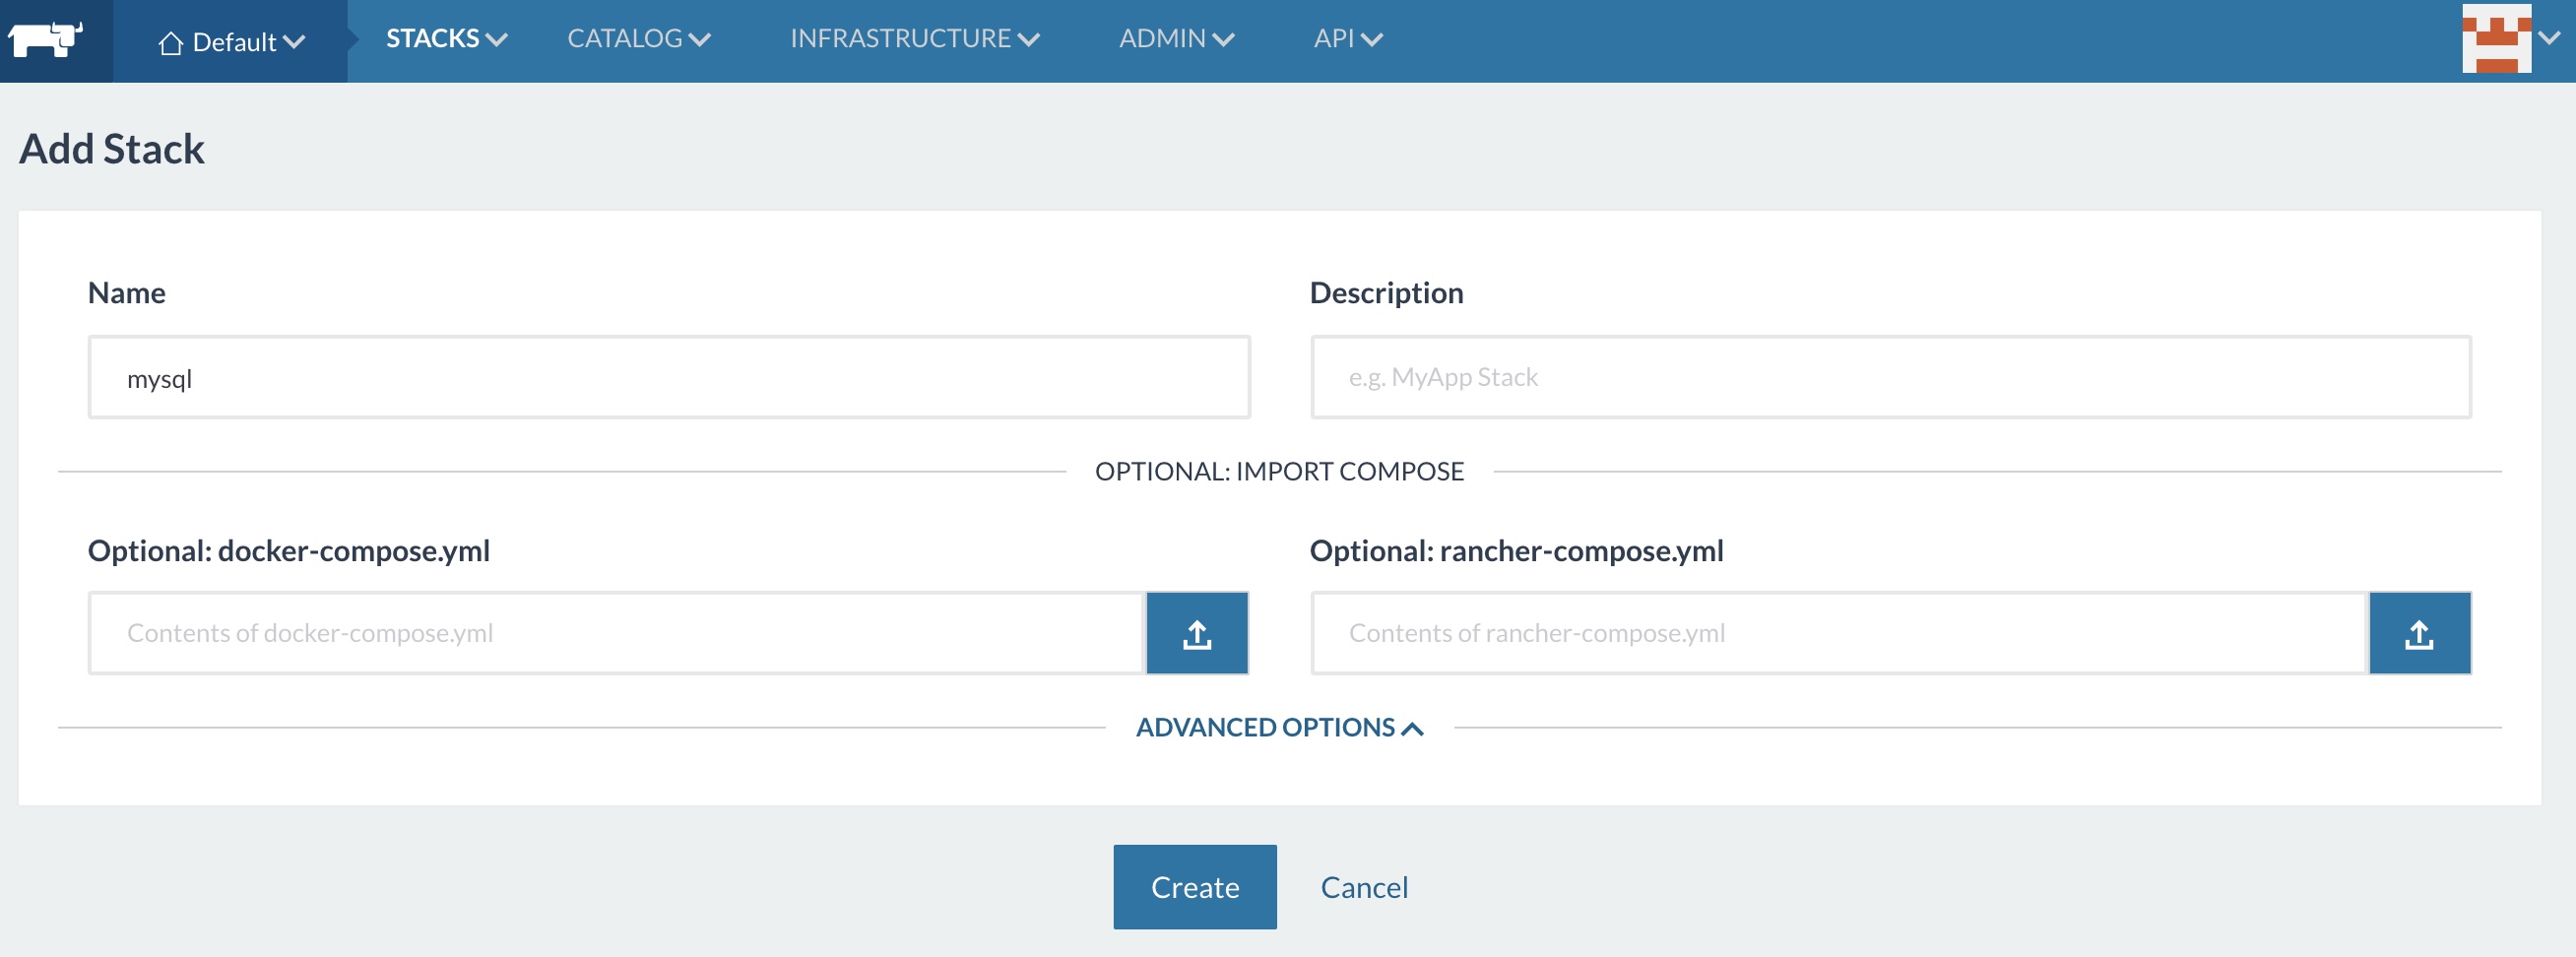 Default STACKS CATALOG INFRASTRUCTURE ADMIN API
Add Stack
Name Description
mysql e.g. MyApp Stack
OPTIONAL: IMPORT COMPOSE
Optional: docker-compose.yml Optional: rancher-compose.yml
Contents of docker-compose.yml Contents of rancher-compose.yml
ADVANCED OPTIONS
Create Cancel